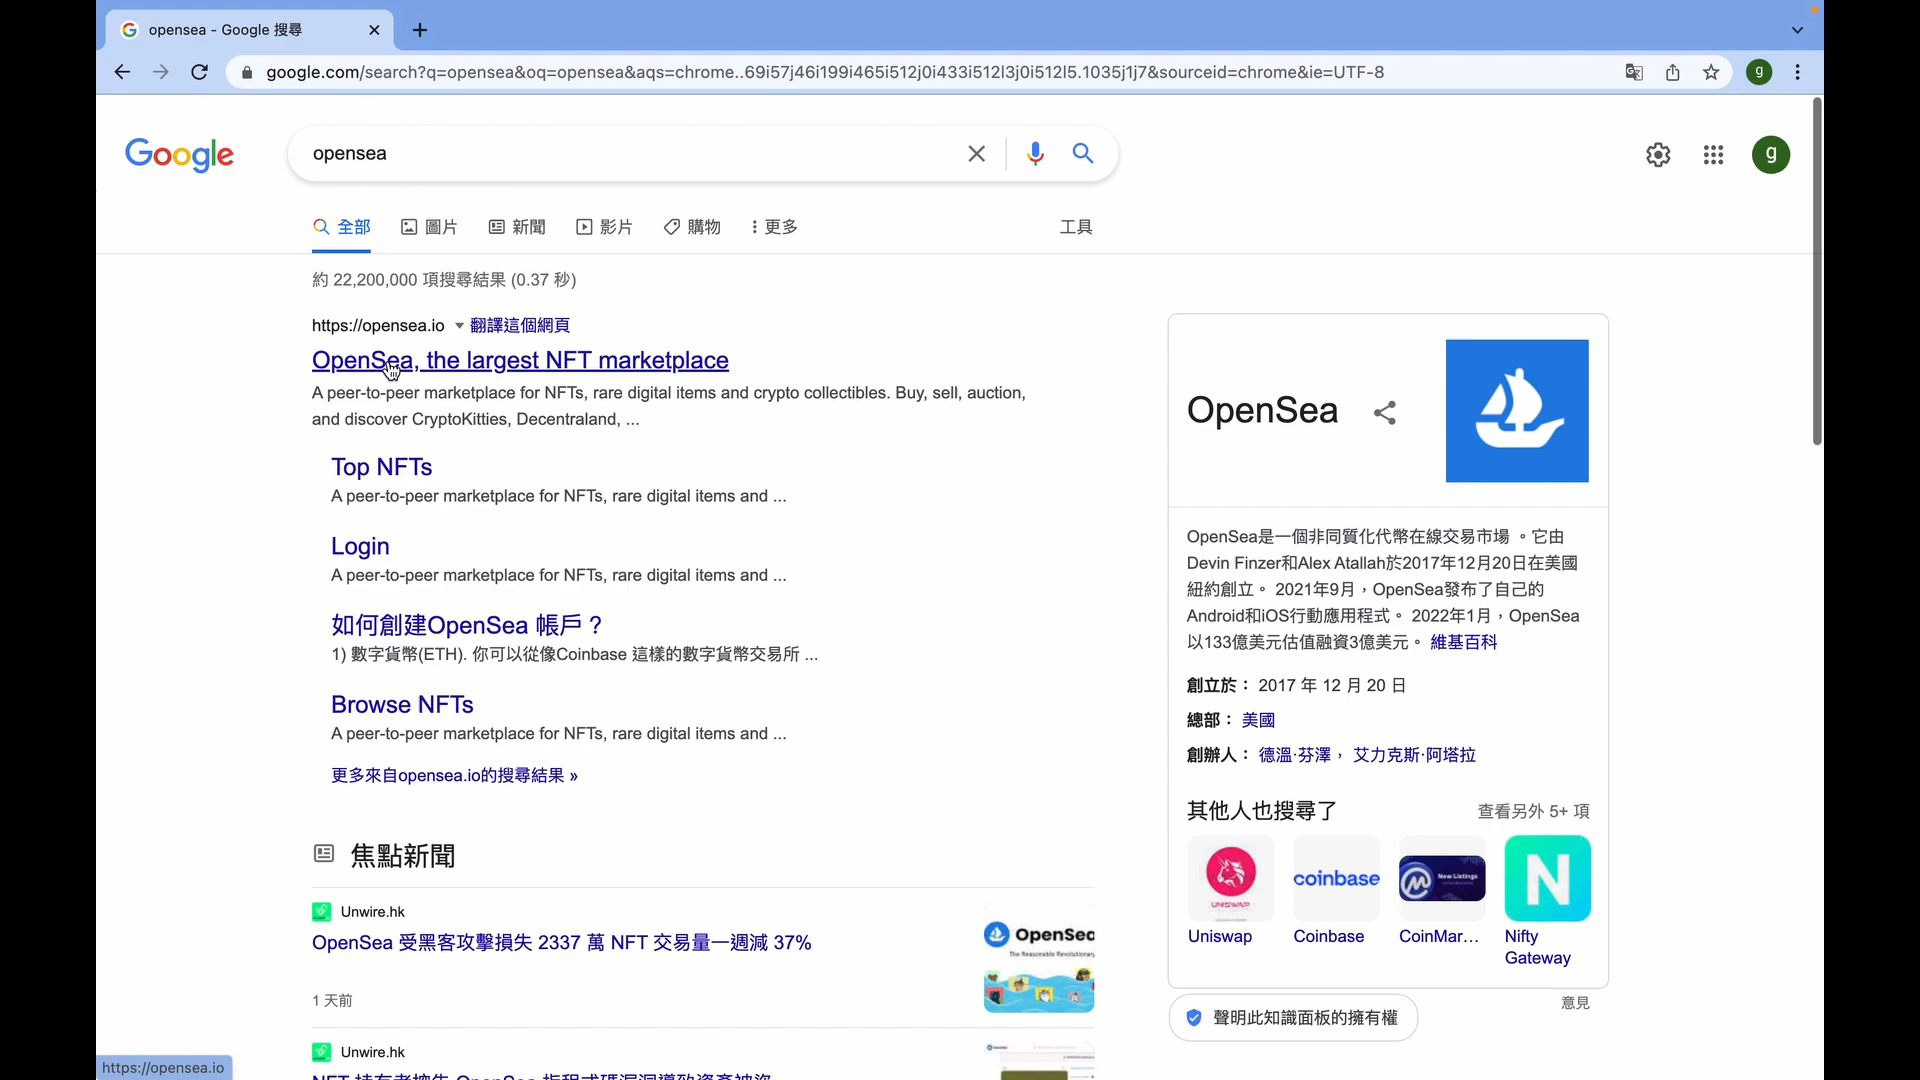 opensea - Google 搜尋
google.com/search?q=opensea&oq=opensea&aqs=chrome..69i57j46i199i465i512j0i433i512l3j0i512l5.1035j1j7&sourceid=chrome&ie=UTF-8
g
Google
opensea
g
全部
圖片
新聞
影片
購物
更多
工具
約 22,200,000 項搜尋結果 (0.37 秒)
https://opensea.io 翻譯這個網頁
OpenSea, the largest NFT marketplace
A peer-to-peer marketplace for NFTs, rare digital items and crypto collectibles. Buy, sell, auction,
and discover CryptoKitties, Decentraland, ...
Top NFTs
A peer-to-peer marketplace for NFTs, rare digital items and ...
Login
A peer-to-peer marketplace for NFTs, rare digital items and ...
如何創建OpenSea 帳戶？
1) 數字貨幣(ETH). 你可以從像Coinbase 這樣的數字貨幣交易所 ...
Browse NFTs
A peer-to-peer marketplace for NFTs, rare digital items and ...
更多來自opensea.io的搜尋結果 »
焦點新聞
Unwire.hk
OpenSea 受黑客攻擊損失 2337 萬 NFT 交易量一週減 37%
1 天前
OpenSea
The Reasonable Revolutionary
Unwire.hk
https://opensea.io
OpenSea
OpenSea是一個非同質化代幣在線交易市場 。它由
Devin Finzer和Alex Atallah於2017年12月20日在美國
紐約創立。 2021年9月，OpenSea發布了自己的
Android和iOS行動應用程式。 2022年1月，OpenSea
以133億美元估值融資3億美元。 維基百科
創立於： 2017 年 12 月 20 日
總部： 美國
創辦人： 德溫·芬澤， 艾力克斯·阿塔拉
其他人也搜尋了
查看另外 5+ 項
UNISWAP
coinbase
New Listings
N
Uniswap
Coinbase
CoinMar...
Nifty
Gateway
意見
聲明此知識面板的擁有權